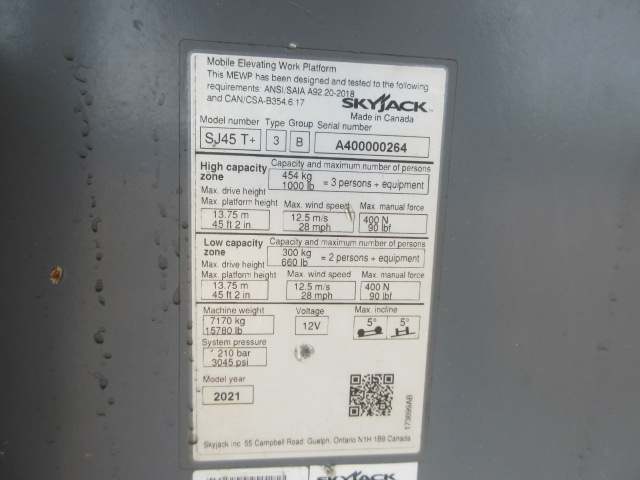 Mobile Elevating Work Platform
This MEWP has been designed and tested to the following
requirements: ANSI/SAIA A92.20-2018
and CAN/CSA-B354.6:17
SKYJACK
Made in Canada
Model number Type Group Serial number
SJ45 T+ 3 B A400000264
High capacity zone
Capacity and maximum number of persons
454 kg
1000 lb = 3 persons + equipment
Max. drive height
Max. platform height Max. wind speed Max. manual force
13.75 m 12.5 m/s 400 N
45 ft 2 in 28 mph 90 lbf
Low capacity zone
Capacity and maximum number of persons
300 kg
660 lb = 2 persons + equipment
Max. drive height
Max. platform height Max. wind speed Max. manual force
13.75 m 12.5 m/s 400 N
45 ft 2 in 28 mph 90 lbf
Machine weight Voltage Max. incline
7170 kg 12V 5° 5°
15780 lb
System pressure
210 bar
3045 psi
Model year
2021
173699AB
Skyjack Inc. 55 Campbell Road Guelph, Ontario N1H 1B9 Canada
SKYJACK